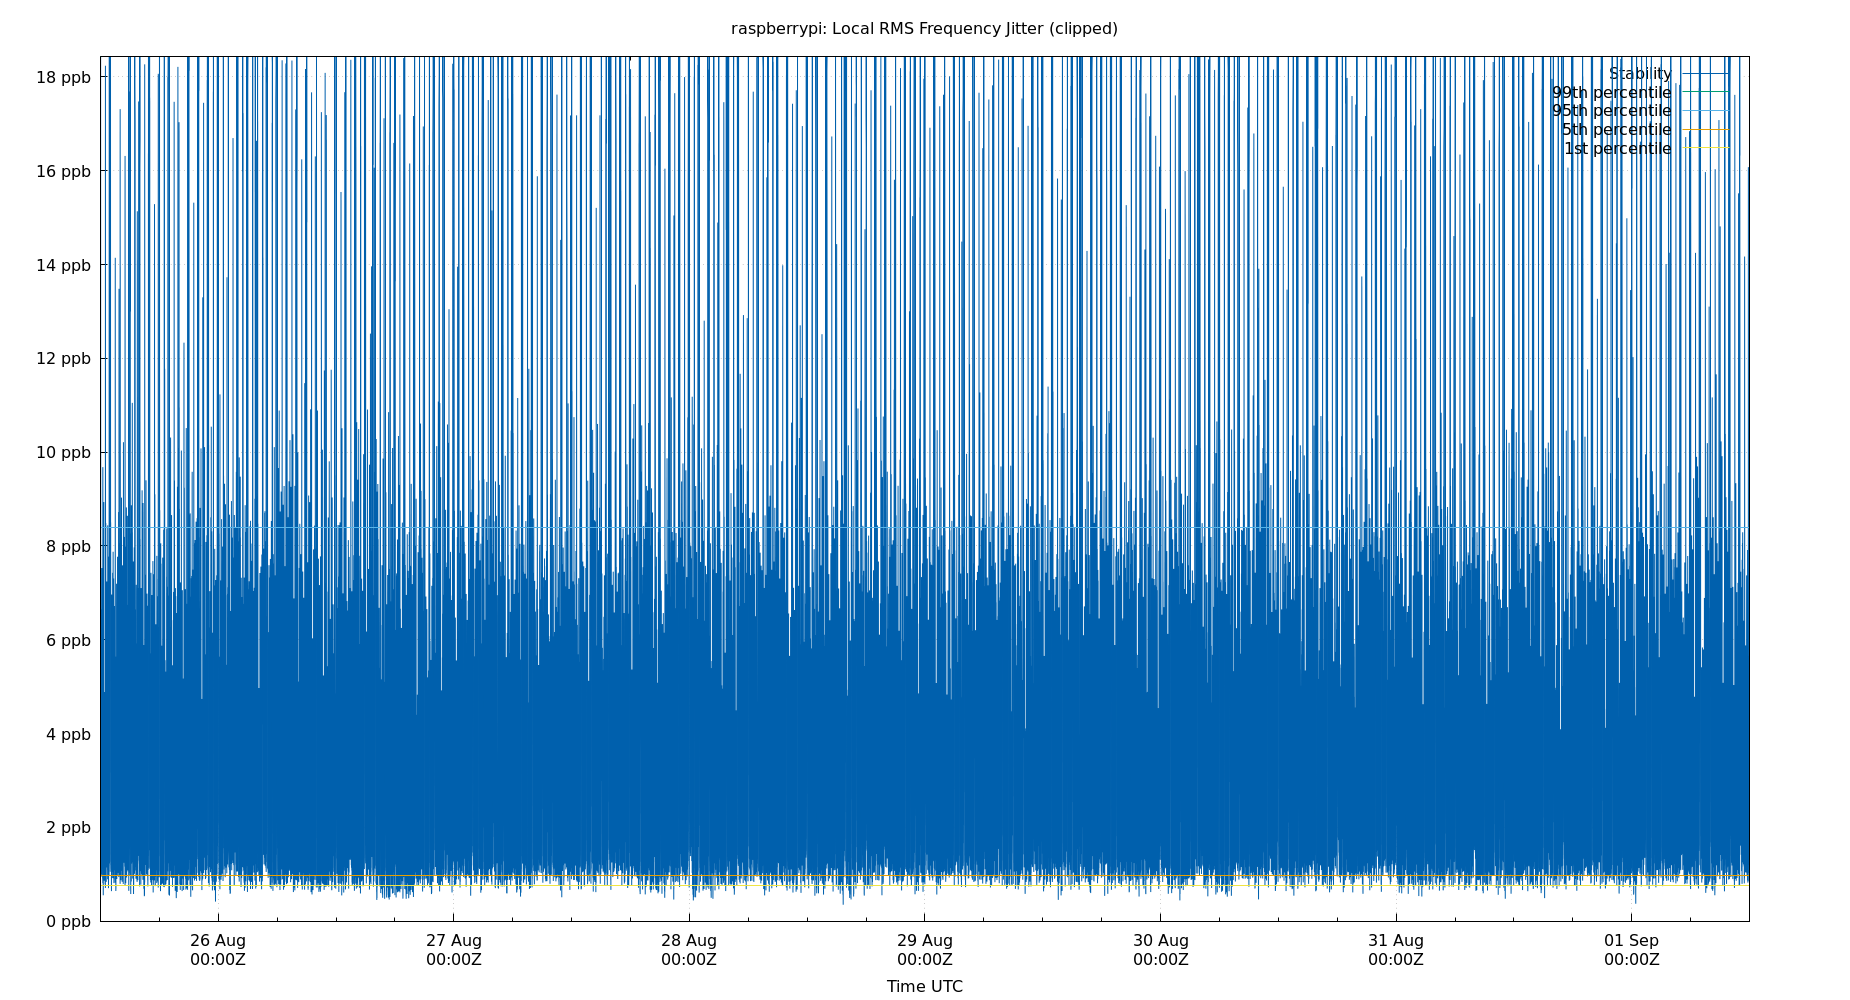 raspberrypi: Local RMS Frequency Jitter (clipped)
18 ppb
16 ppb
14 ppb
12 ppb
10 ppb
8 ppb
6 ppb
4 ppb
2 ppb
0 ppb
Stability
99th percentile
95th percentile
5th percentile
1st percentile
26 Aug 27 Aug 28 Aug 29 Aug 30 Aug 31 Aug 01 Sep
00:00Z 00:00Z 00:00Z 00:00Z 00:00Z 00:00Z 00:00Z
Time UTC